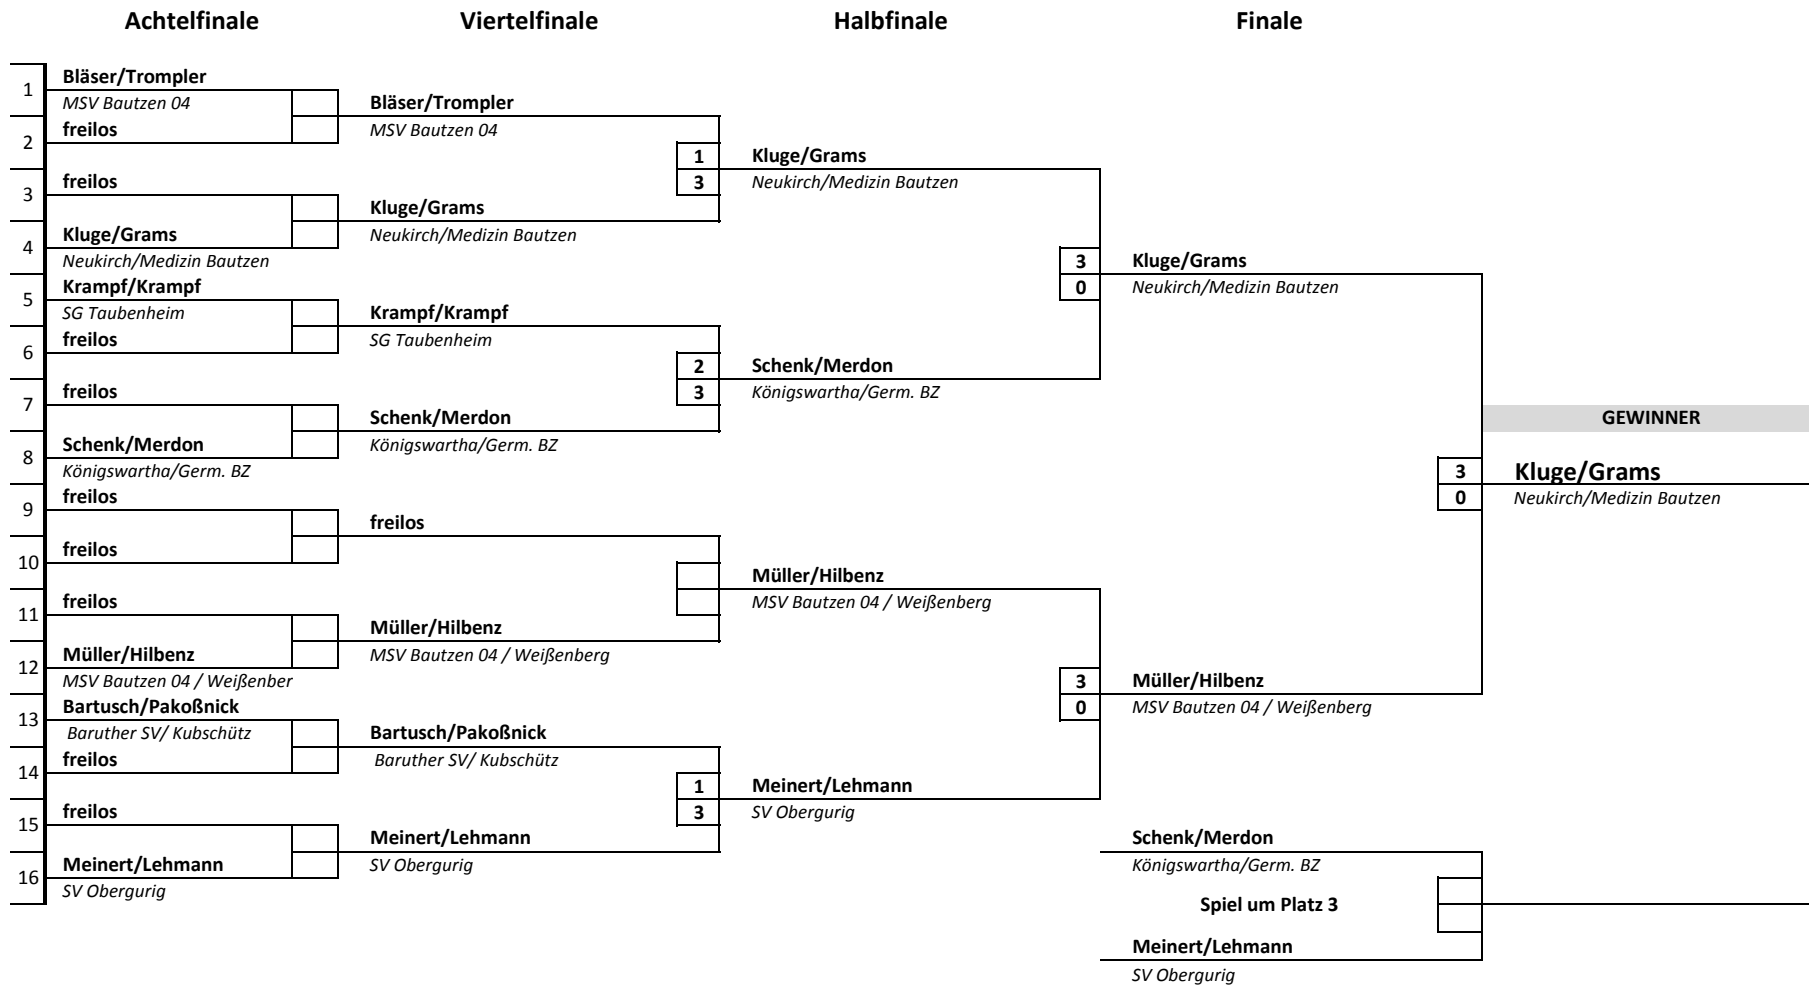 Achtelfinale Viertelfinale Halbfinale Finale
1 Bläser/Trompler
MSV Bautzen 04
2 freilos
3 freilos
4 Kluge/Grams
Neukirch/Medizin Bautzen
5 Krampf/Krampf
SG Taubenheim
6 freilos
7 freilos
8 Schenk/Merdon
Königswartha/Germ. BZ
9 freilos
10 freilos
11 freilos
12 Müller/Hilbenz
MSV Bautzen 04 / Weißenber
13 Bartusch/Pakoßnick
Baruther SV/ Kubschütz
14 freilos
15 freilos
16 Meinert/Lehmann
SV Obergurig
Bläser/Trompler
MSV Bautzen 04
1
3
Kluge/Grams
Neukirch/Medizin Bautzen
Krampf/Krampf
SG Taubenheim
2
3
Schenk/Merdon
Königswartha/Germ. BZ
freilos
Müller/Hilbenz
MSV Bautzen 04 / Weißenberg
Bartusch/Pakoßnick
Baruther SV/ Kubschütz
1
3
Meinert/Lehmann
SV Obergurig
Kluge/Grams
Neukirch/Medizin Bautzen
3
0
Schenk/Merdon
Königswartha/Germ. BZ
Müller/Hilbenz
MSV Bautzen 04 / Weißenberg
3
0
Meinert/Lehmann
SV Obergurig
Kluge/Grams
Neukirch/Medizin Bautzen
3
0
Müller/Hilbenz
MSV Bautzen 04 / Weißenberg
GEWINNER
Kluge/Grams
Neukirch/Medizin Bautzen
Schenk/Merdon
Königswartha/Germ. BZ
Spiel um Platz 3
Meinert/Lehmann
SV Obergurig